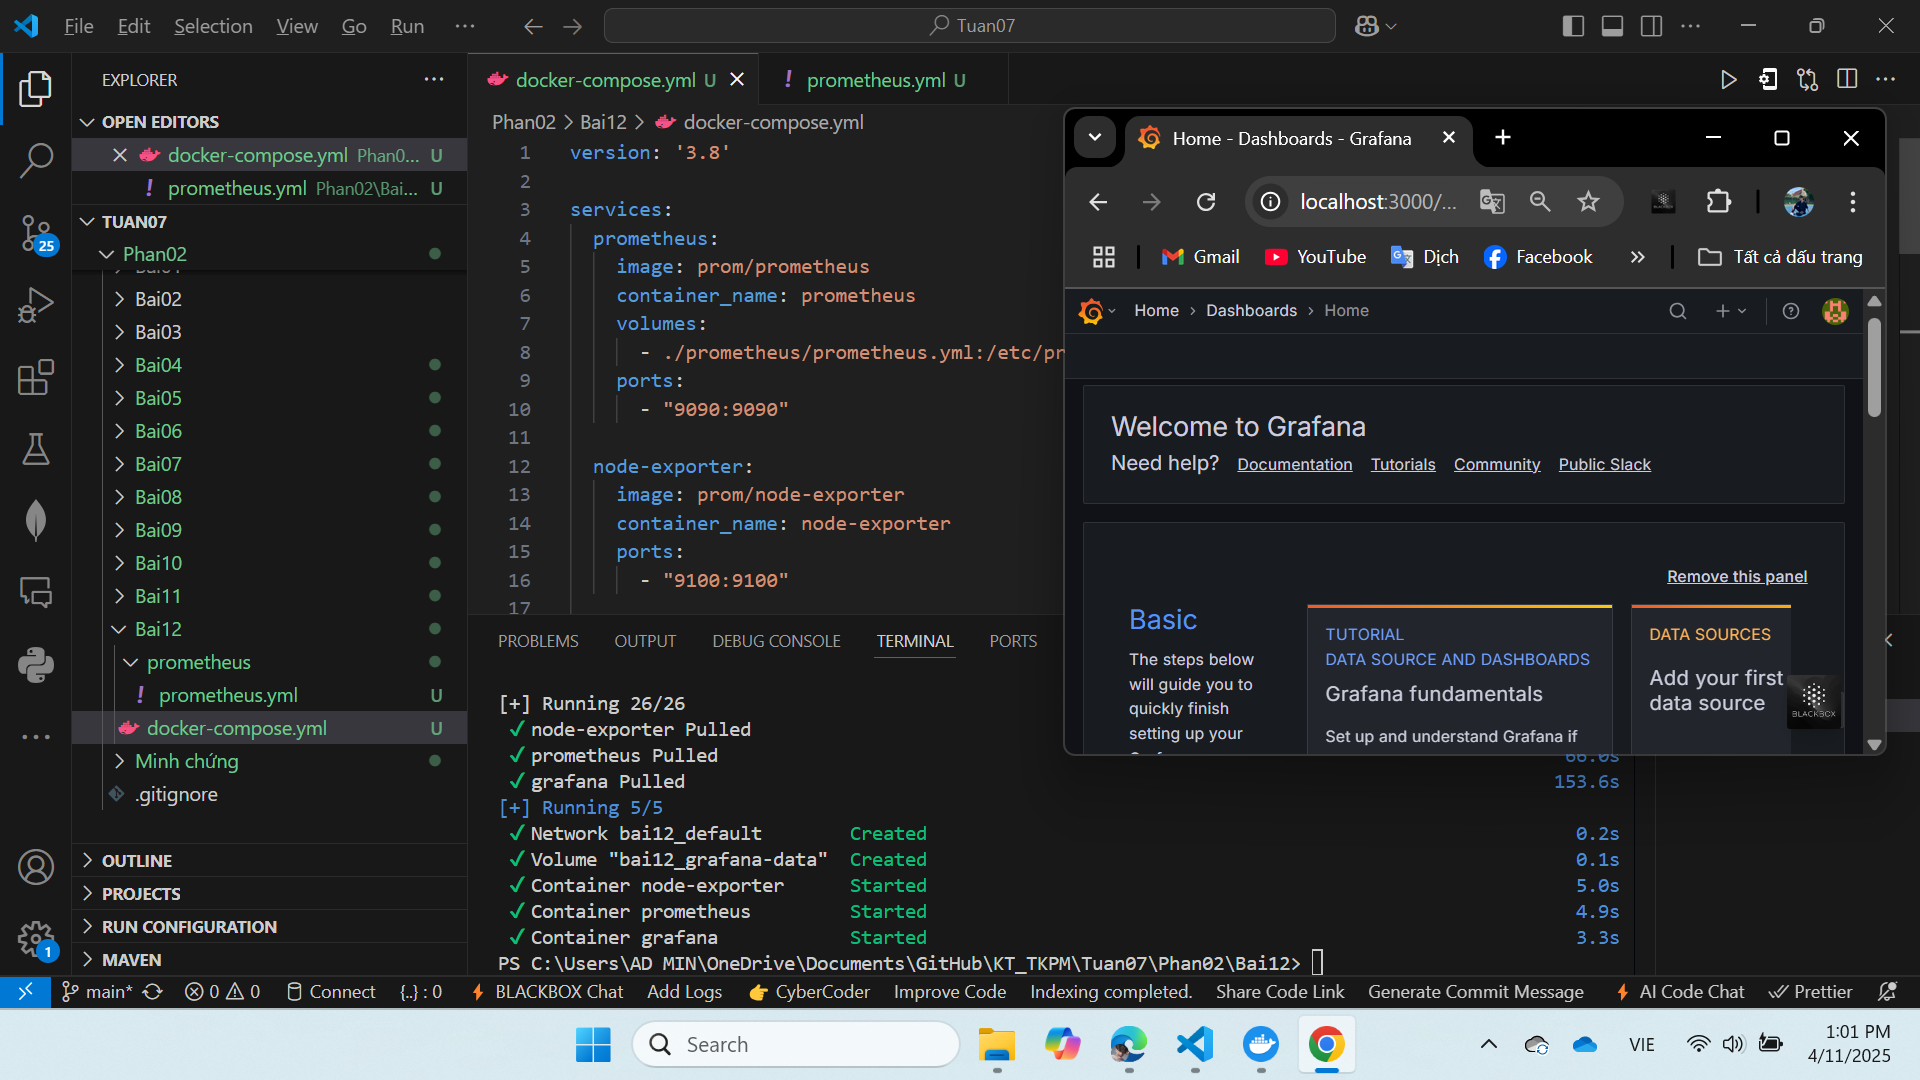 File Edit Selection View Go Run
Tuan07
EXPLORER
OPEN EDITORS
docker-compose.yml Phan0... U
prometheus.yml Phan02\Bai... U
TUAN07
Phan02
Bai02
Bai03
Bai04
Bai05
Bai06
Bai07
Bai08
Bai09
Bai10
Bai11
Bai12
prometheus
prometheus.yml U
docker-compose.yml U
Minh chứng
.gitignore
OUTLINE
PROJECTS
RUN CONFIGURATION
MAVEN
25
1
docker-compose.yml U
prometheus.yml U
Phan02 > Bai12 > docker-compose.yml
1 version: '3.8'
2
3 services:
4 prometheus:
5 image: prom/prometheus
6 container_name: prometheus
7 volumes:
8 - ./prometheus/prometheus.yml:/etc/pr
9 ports:
10 - "9090:9090"
11
12 node-exporter:
13 image: prom/node-exporter
14 container_name: node-exporter
15 ports:
16 - "9100:9100"
17
PROBLEMS OUTPUT DEBUG CONSOLE TERMINAL PORTS
[+] Running 26/26
✓ node-exporter Pulled
✓ prometheus Pulled 66.0s
✓ grafana Pulled 153.6s
[+] Running 5/5
✓ Network bai12_default Created 0.2s
✓ Volume "bai12_grafana-data" Created 0.1s
✓ Container node-exporter Started 5.0s
✓ Container prometheus Started 4.9s
✓ Container grafana Started 3.3s
PS C:\Users\AD MIN\OneDrive\Documents\GitHub\KT_TKPM\Tuan07\Phan02\Bai12>
Home - Dashboards - Grafana
localhost:3000/...
Gmail YouTube Dịch Facebook » Tất cả dấu trang
Home › Dashboards › Home
Welcome to Grafana
Need help? Documentation Tutorials Community Public Slack
Remove this panel
Basic
The steps below
will guide you to
quickly finish
setting up your
TUTORIAL
DATA SOURCE AND DASHBOARDS
Grafana fundamentals
Set up and understand Grafana if
DATA SOURCES
Add your first
data source
BLACKBOX
main* 0 0 Connect {..} : 0 BLACKBOX Chat Add Logs CyberCoder Improve Code Indexing completed. Share Code Link Generate Commit Message AI Code Chat Prettier
Search
VIE
1:01 PM
4/11/2025